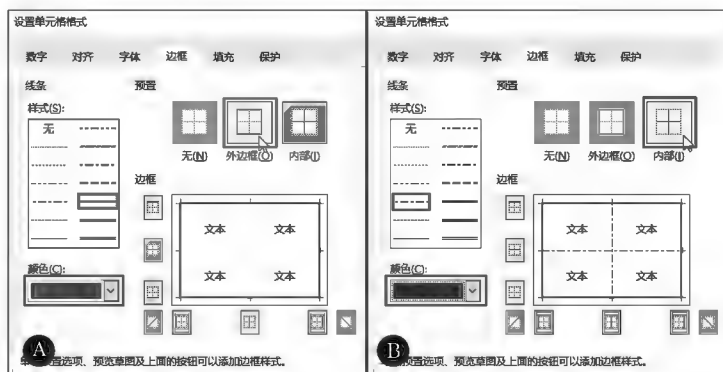 设置单元格格式
数字 对齐 字体 边框 填充 保护
线条 预置
样式(S):
无
无(N) 外边框(O) 内部(I)
边框
文本 文本
文本 文本
颜色(C):
A
置选项、预览草图及上面的按钮可以添加边框样式。
设置单元格格式
数字 对齐 字体 边框 填充 保护
线条 预置
样式(S):
无
无(N) 外边框(O) 内部(I)
边框
文本 文本
文本 文本
颜色(C):
B
置选项、预览草图及上面的按钮可以添加边框样式。